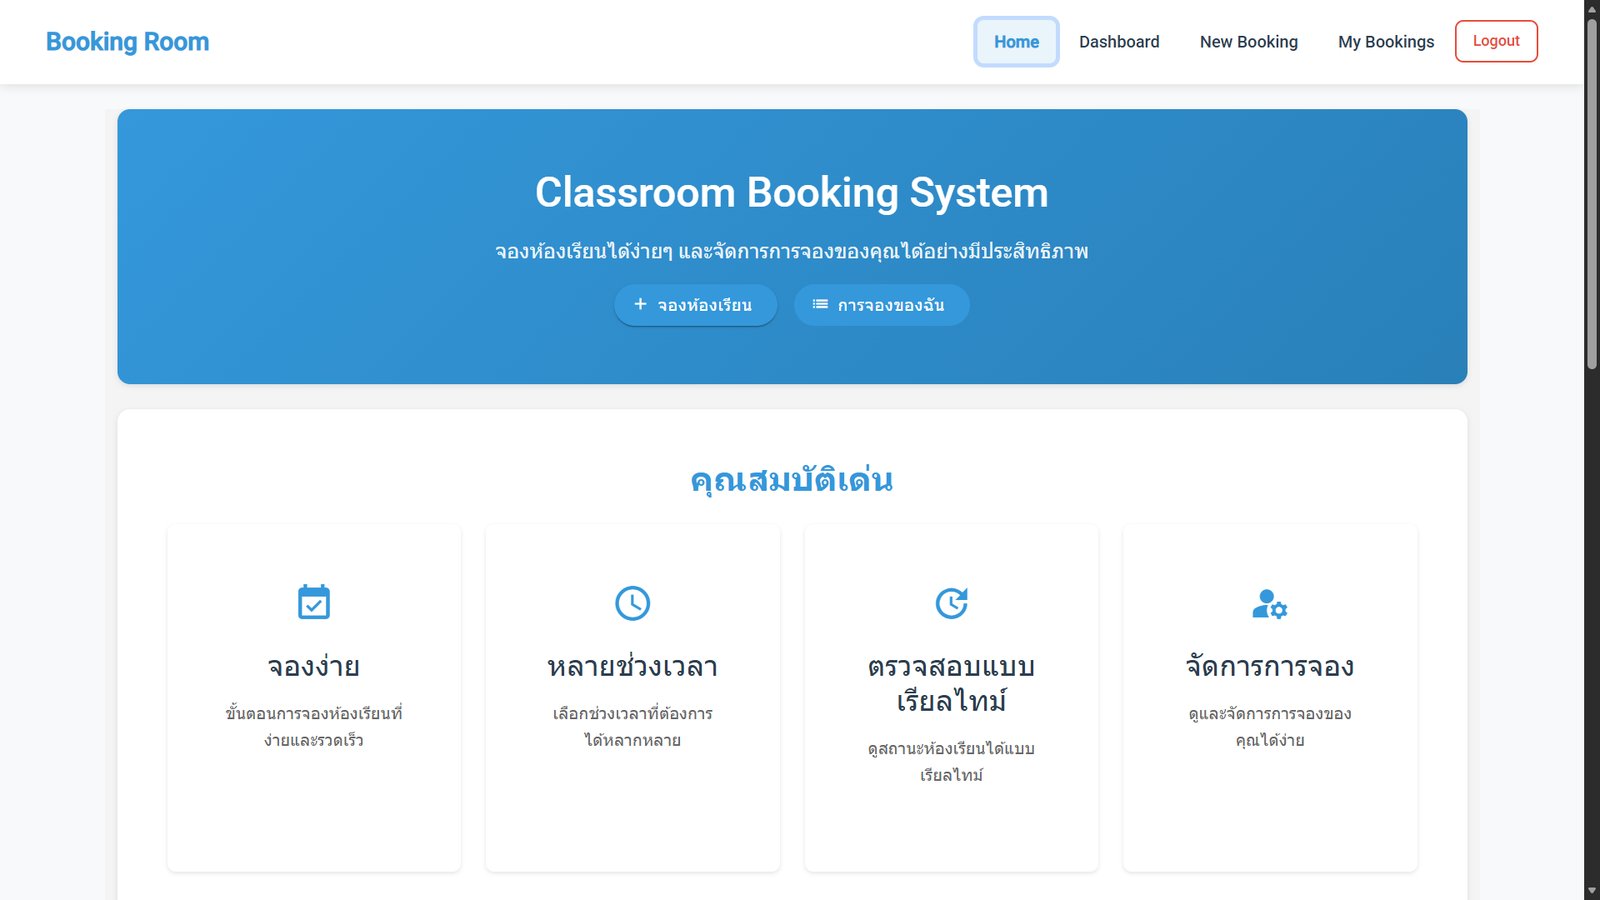 Booking Room
Home
Dashboard
New Booking
My Bookings
Logout
Classroom Booking System
จองห้องเรียนได้ง่ายๆ และจัดการการจองของคุณได้อย่างมีประสิทธิภาพ
จองห้องเรียน
การจองของฉัน
คุณสมบัติเด่น
จองง่าย
ขั้นตอนการจองห้องเรียนที่
ง่ายและรวดเร็ว
หลายช่วงเวลา
เลือกช่วงเวลาที่ต้องการ
ได้หลากหลาย
ตรวจสอบแบบ
เรียลไทม์
ดูสถานะห้องเรียนได้แบบ
เรียลไทม์
จัดการการจอง
ดูและจัดการการจองของ
คุณได้ง่าย